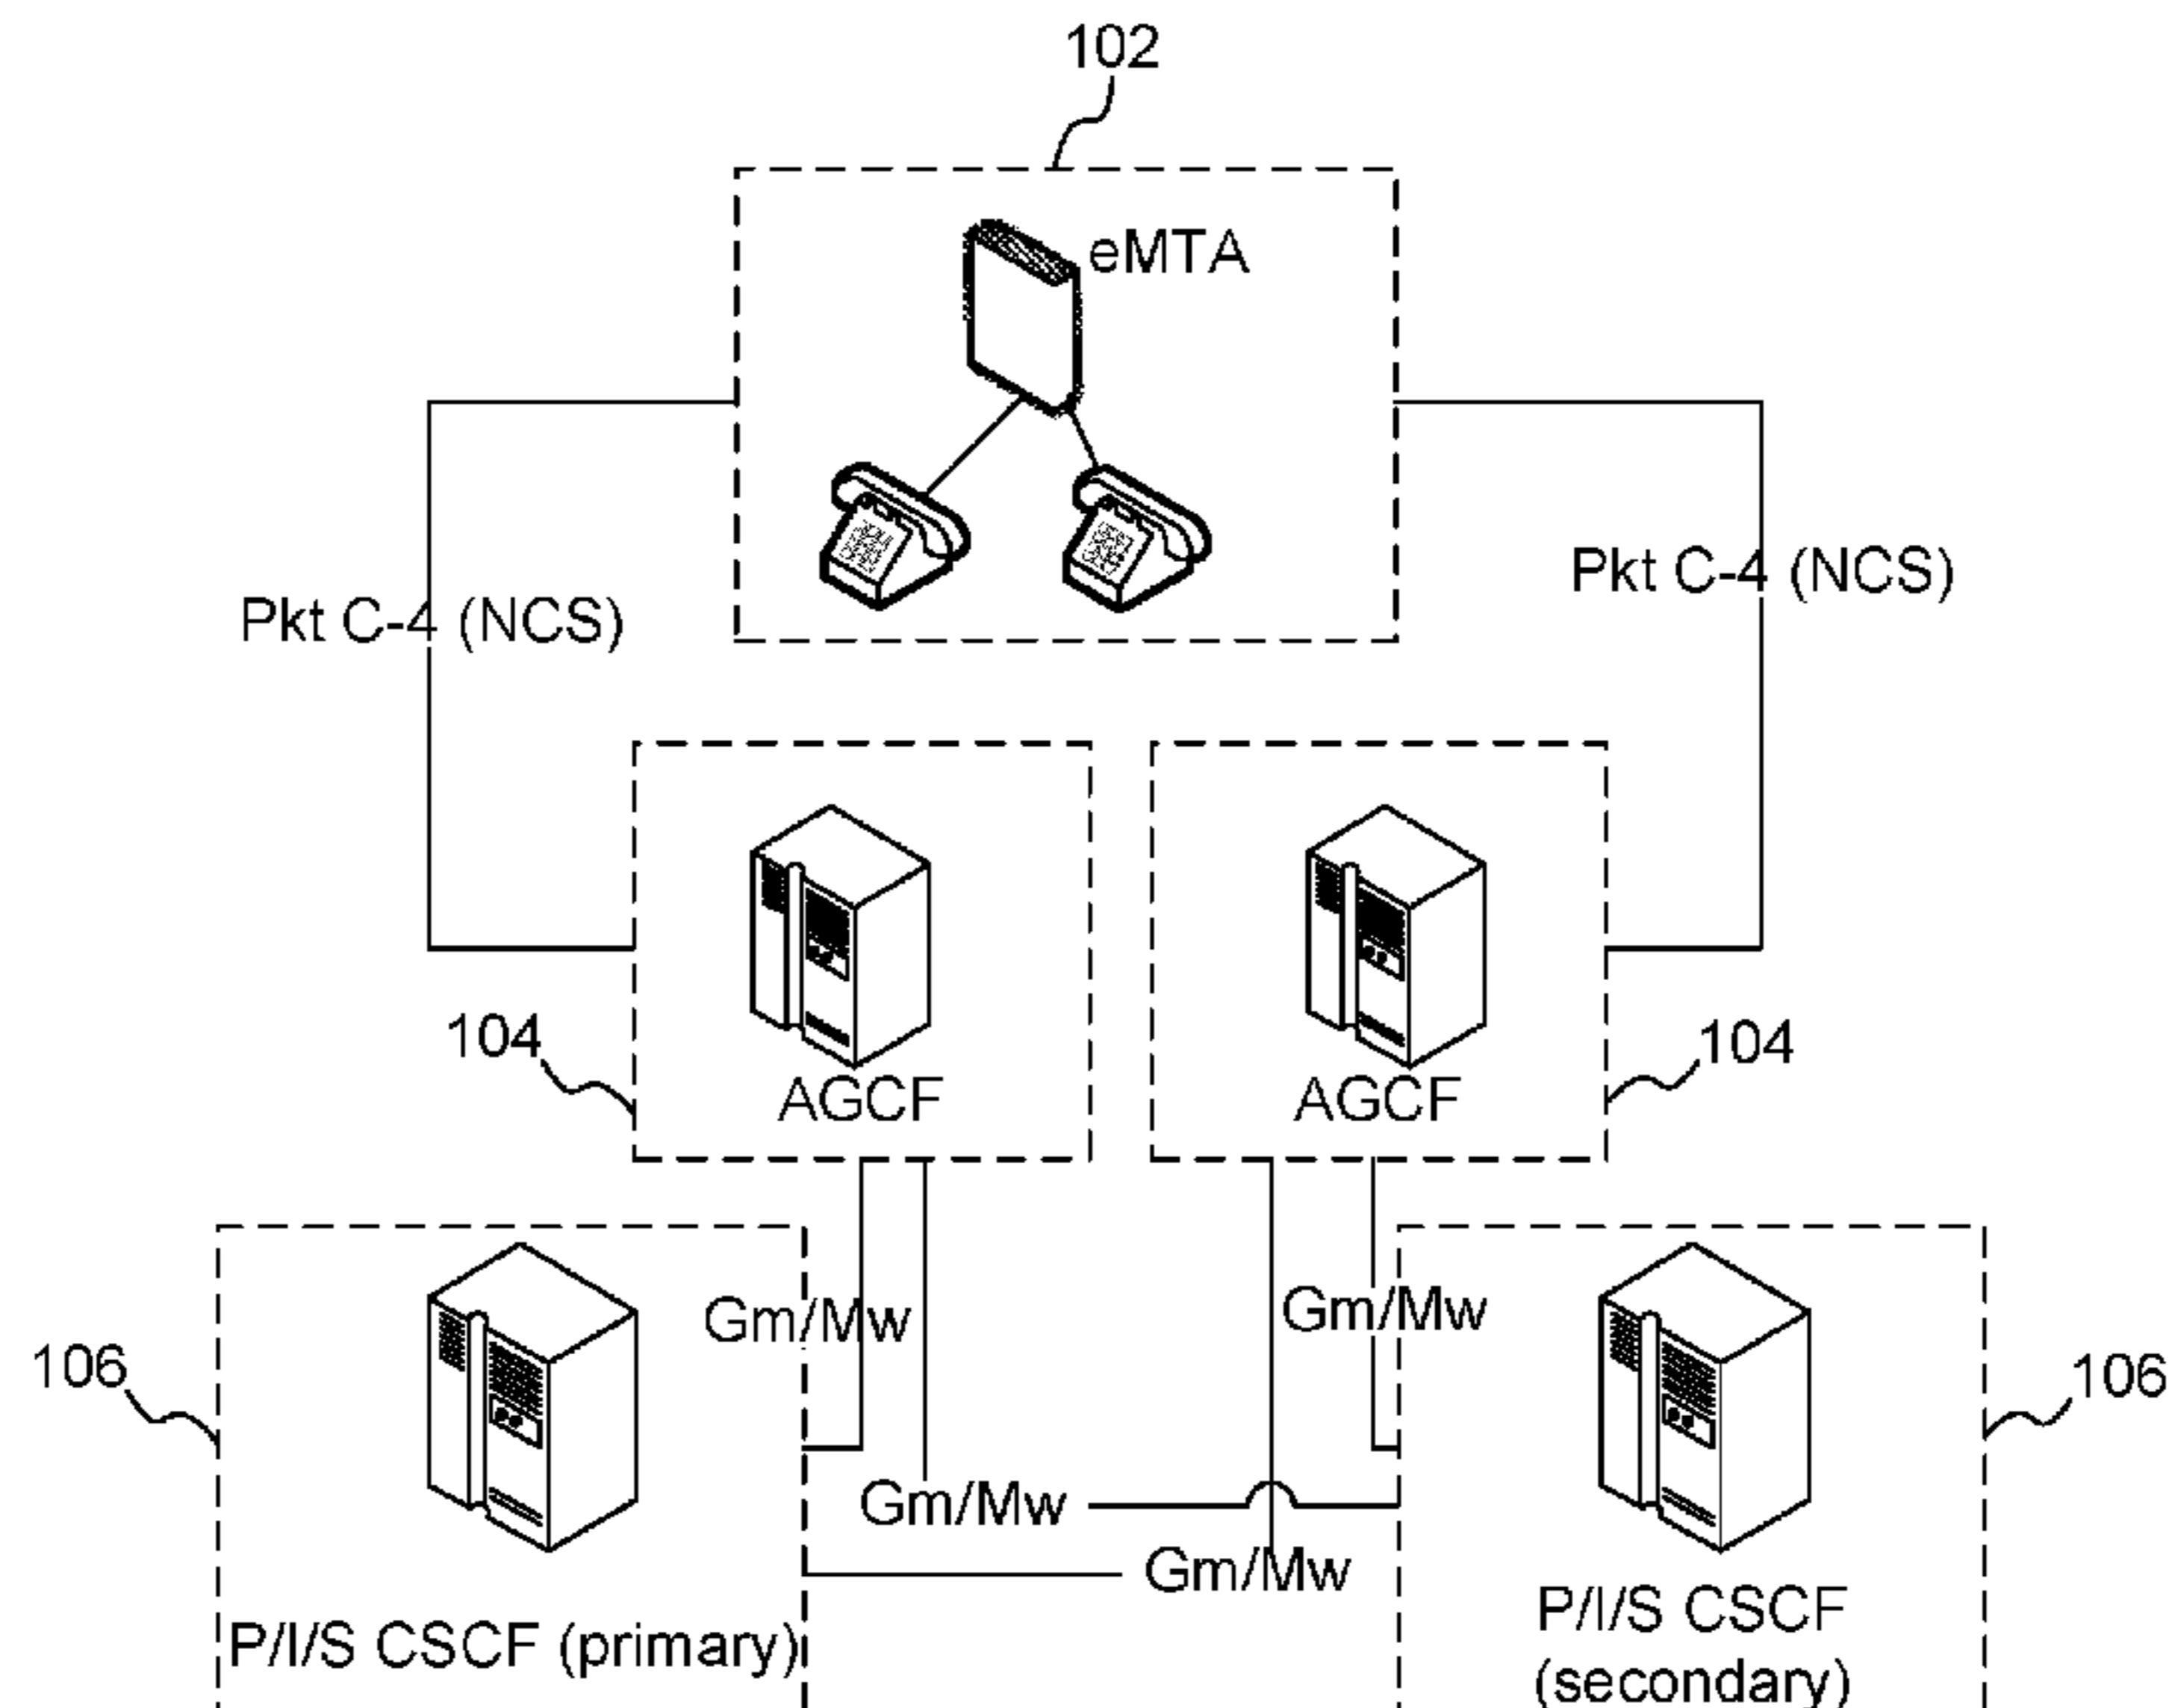 102
eMTA
Pkt C-4 (NCS)
Pkt C-4 (NCS)
104
104
AGCF
AGCF
Gm/Mw
Gm/Mw
106
106
Gm/Mw
Gm/Mw
P/I/S CSCF (primary)
P/I/S CSCF
(secondary)